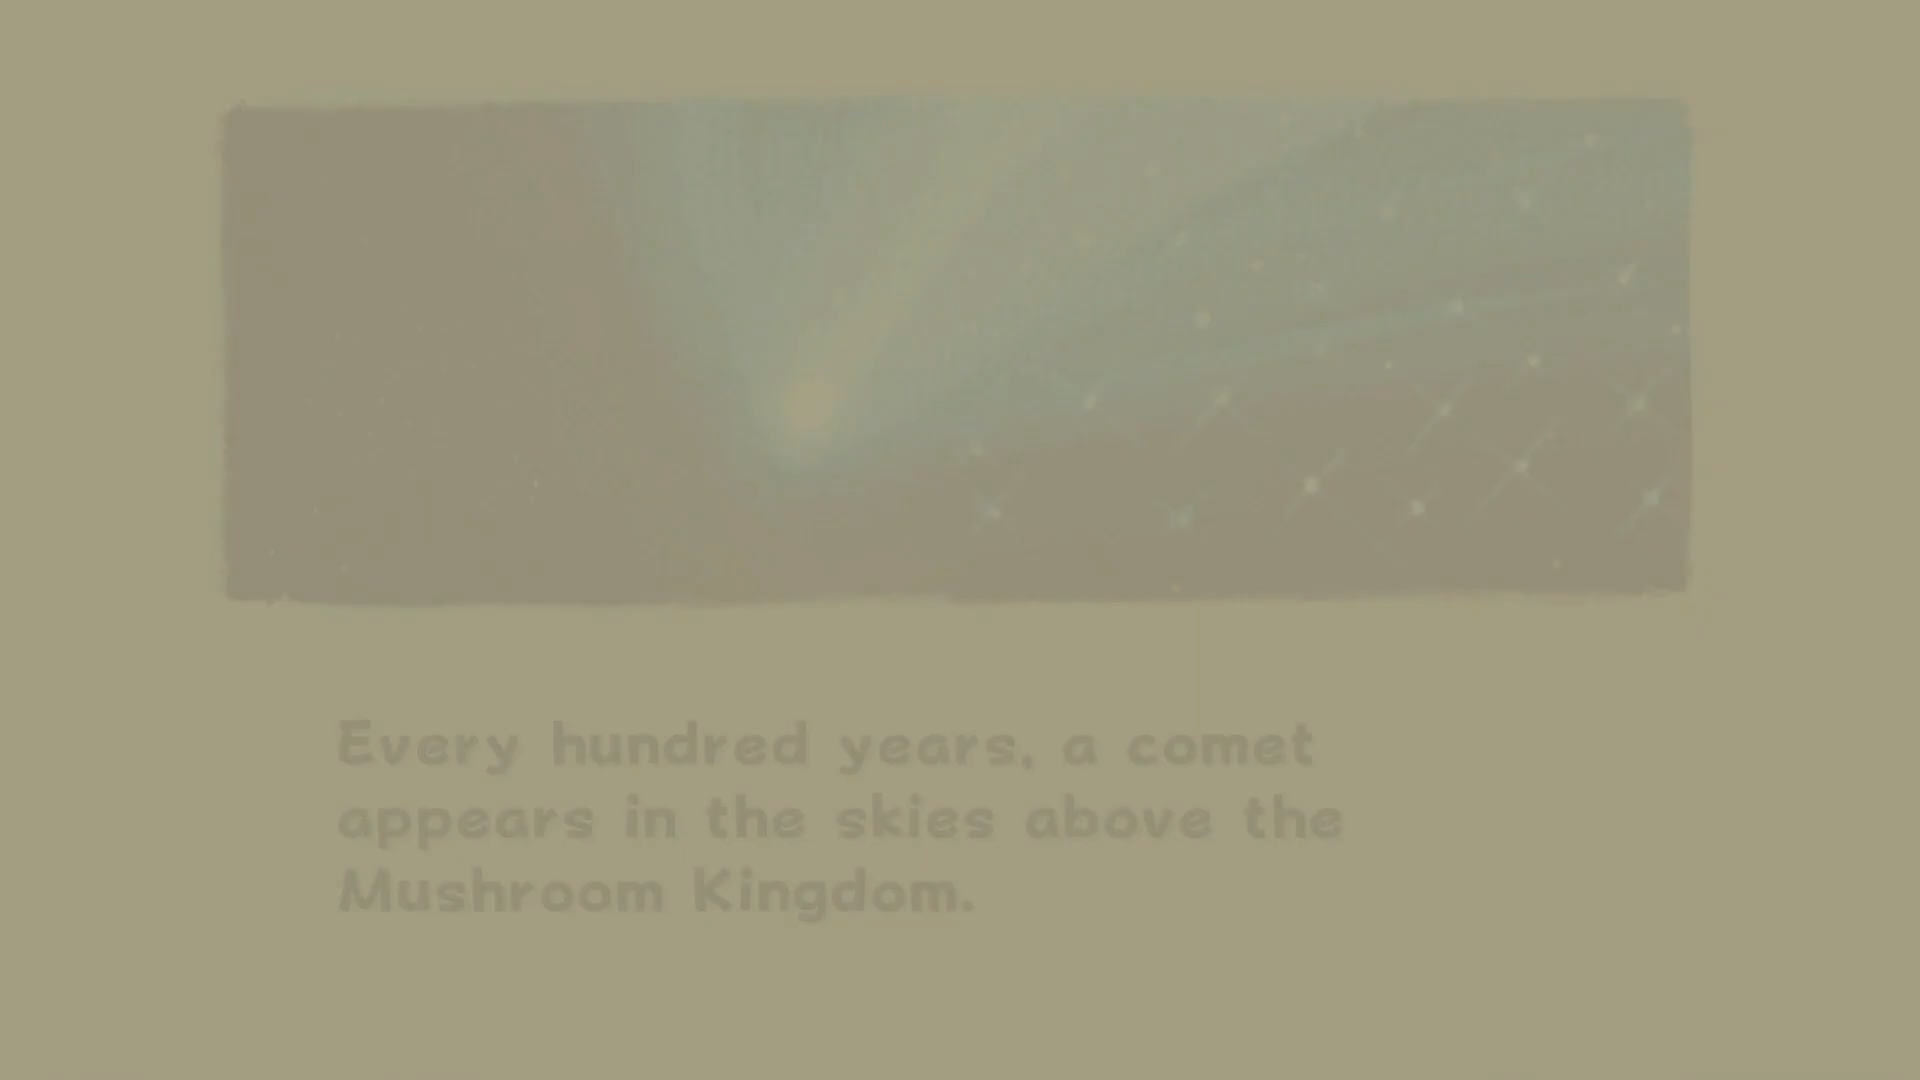 Every hundred years, a comet
appears in the skies above the
Mushroom Kingdom.